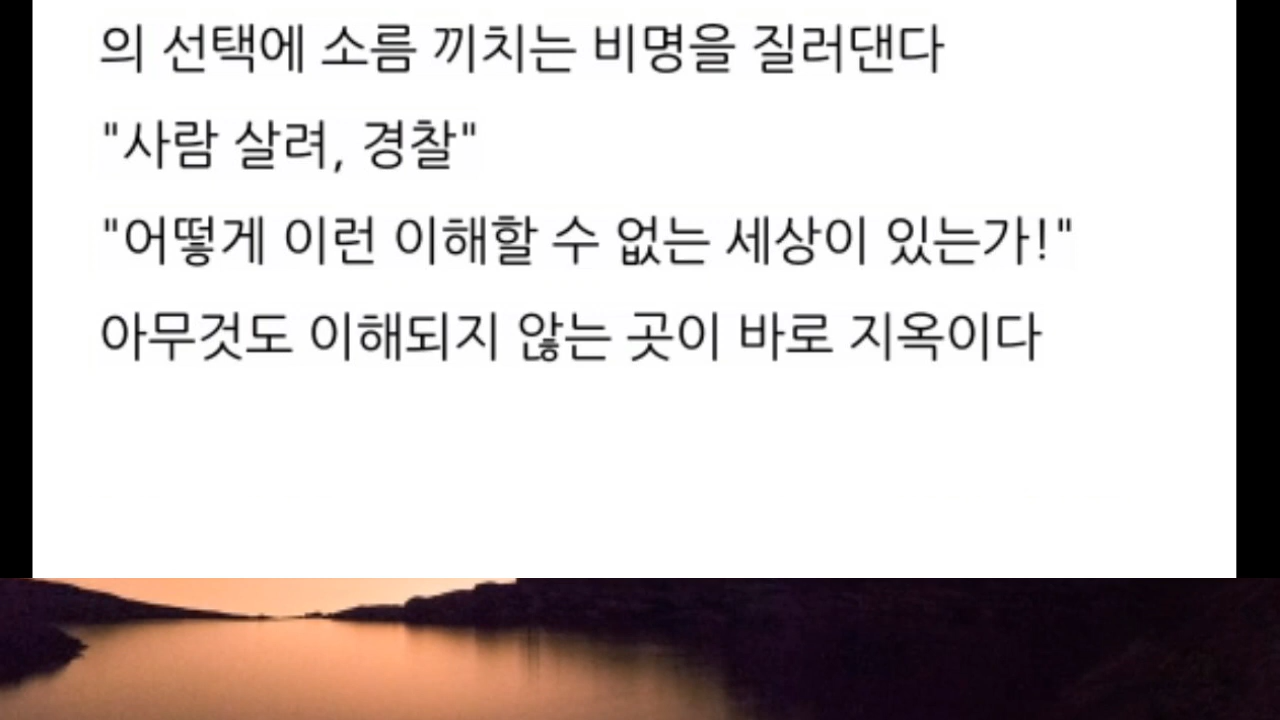 의 선택에 소름 끼치는 비명을 질러댄다
"사람 살려, 경찰"
"어떻게 이런 이해할 수 없는 세상이 있는가!"
아무것도 이해되지 않는 곳이 바로 지옥이다